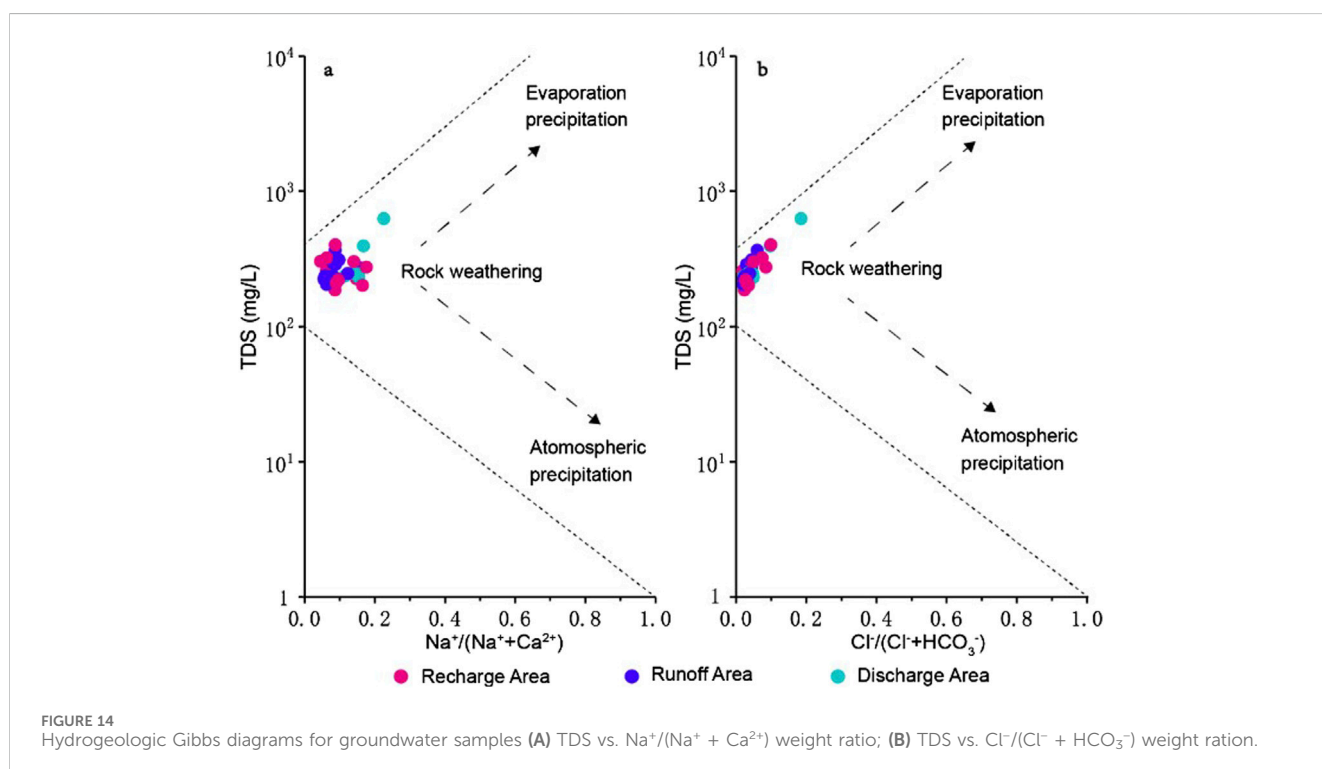 a
10⁴
10³
10²
10¹
1
TDS (mg/L)
Evaporation
precipitation
Rock weathering
Atomospheric
precipitation
0.0 0.2 0.4 0.6 0.8 1.0
Na⁺/(Na⁺+Ca²⁺)
b
10⁴
10³
10²
10¹
1
TDS (mg/L)
Evaporation
precipitation
Rock weathering
Atomospheric
precipitation
0.0 0.2 0.4 0.6 0.8 1.0
Cl⁻/(Cl⁻+HCO₃⁻)
Recharge Area Runoff Area Discharge Area
FIGURE 14
Hydrogeologic Gibbs diagrams for groundwater samples (A) TDS vs. Na⁺/(Na⁺ + Ca²⁺) weight ratio; (B) TDS vs. Cl⁻/(Cl⁻ + HCO₃⁻) weight ration.